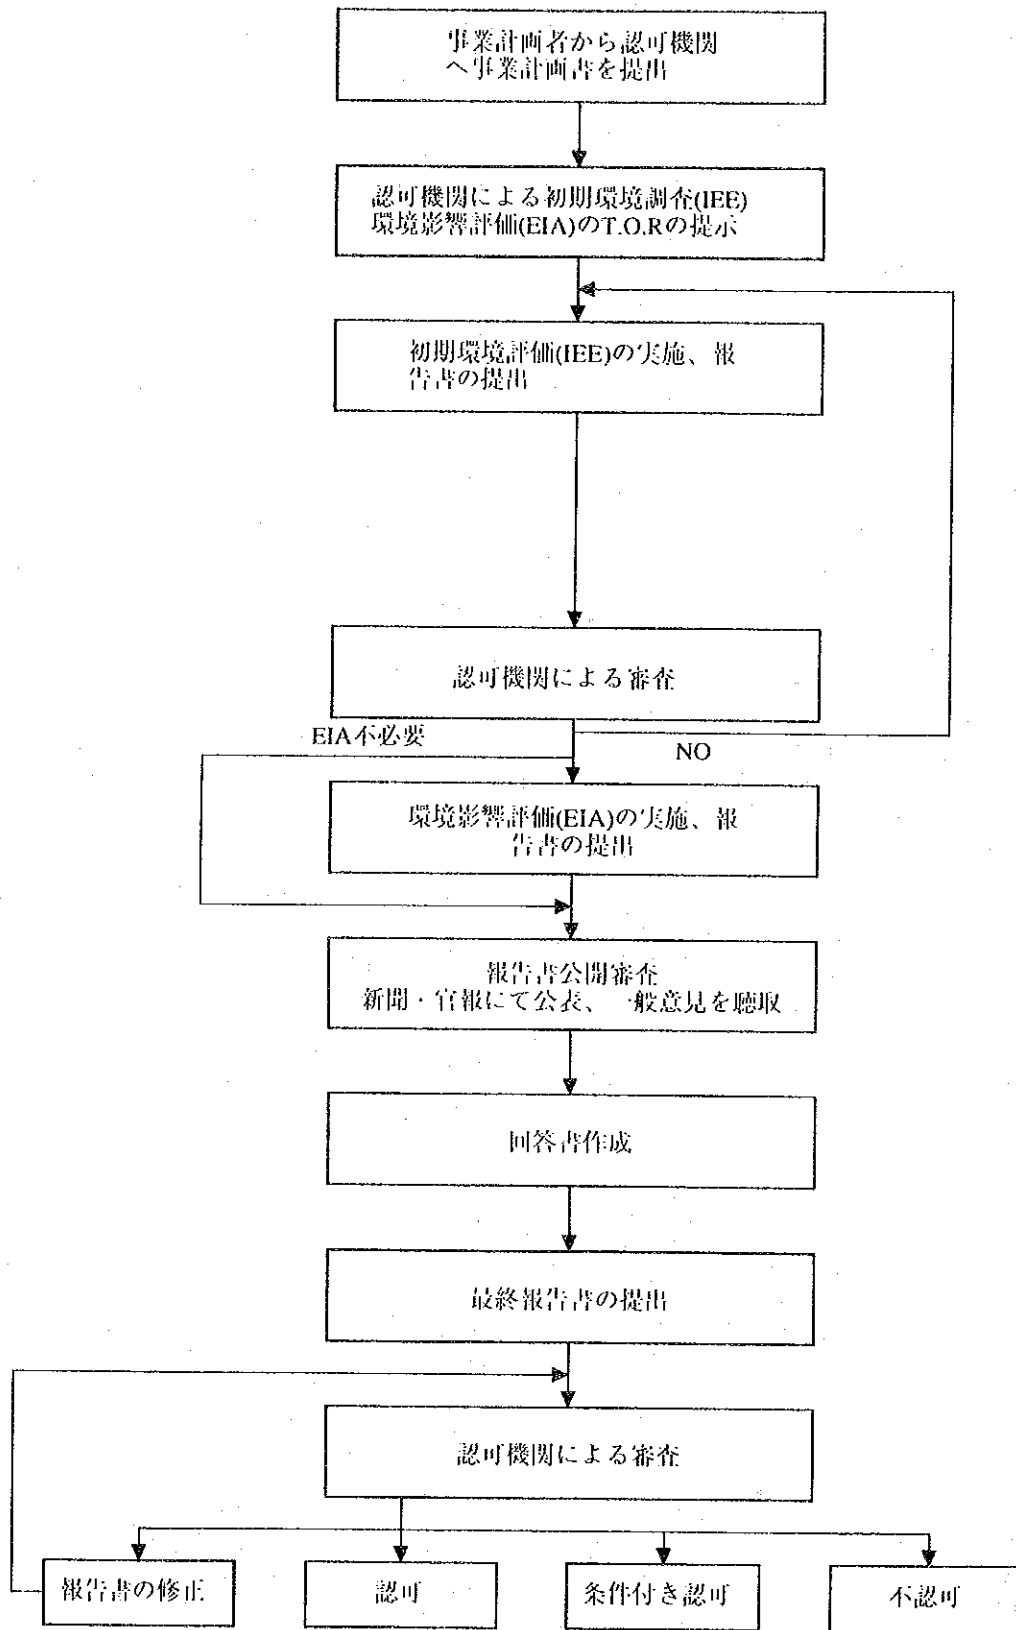 事業計画者から認可機関
へ事業計画書を提出
認可機関による初期環境調査(IEE)
環境影響評価(EIA)のT.O.Rの提示
初期環境評価(IEE)の実施、報
告書の提出
認可機関による審査
EIA不必要
NO
環境影響評価(EIA)の実施、報
告書の提出
報告書公開審査
新聞・官報にて公表、一般意見を聴取
回答書作成
最終報告書の提出
認可機関による審査
報告書の修正
認可
条件付き認可
不認可